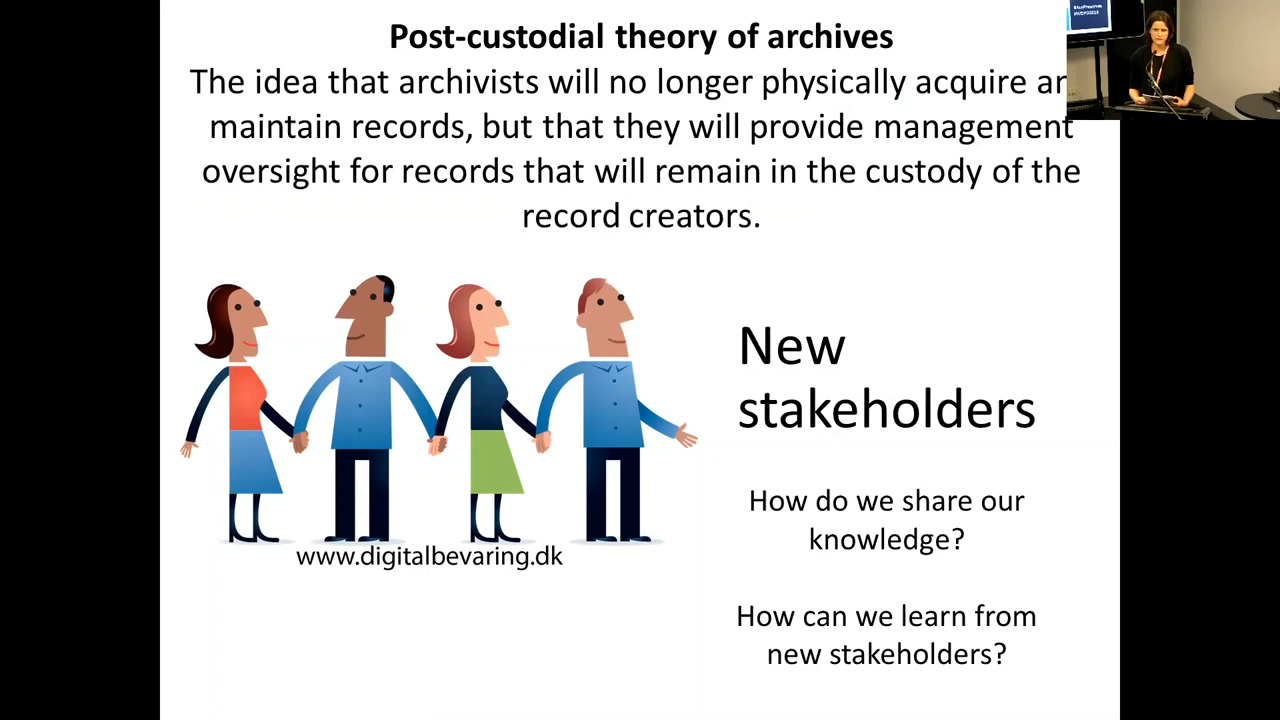 Post-custodial theory of archives
The idea that archivists will no longer physically acquire
maintain records, but that they will provide management
oversight for records that will remain in the custody of the
record creators.
New
stakeholders
How do we share our
knowledge?
How can we learn from
new stakeholders?
www.digitalbevaring.dk
#AusPreserves